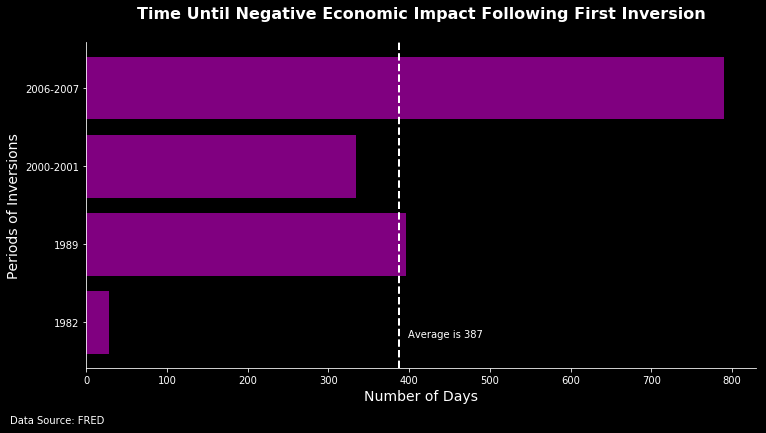 Time Until Negative Economic Impact Following First Inversion
Periods of Inversions
2006-2007
2000-2001
1989
1982
Average is 387
0 100 200 300 400 500 600 700 800
Number of Days
Data Source: FRED